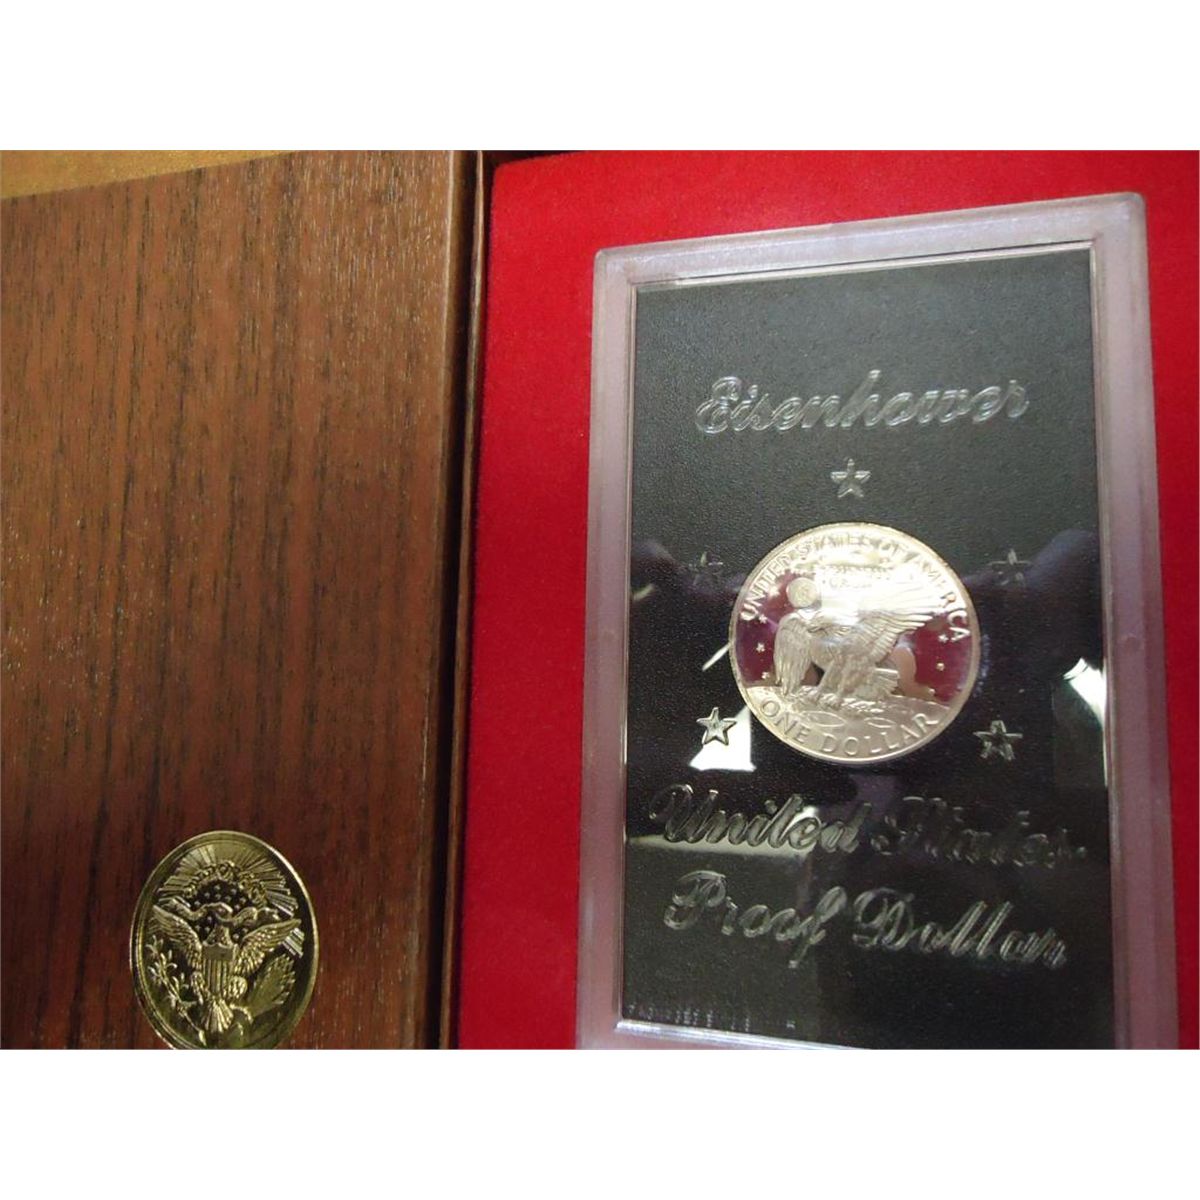 Eisenhower
UNITED STATES OF AMERICA
ONE DOLLAR
United States
Proof Dollar